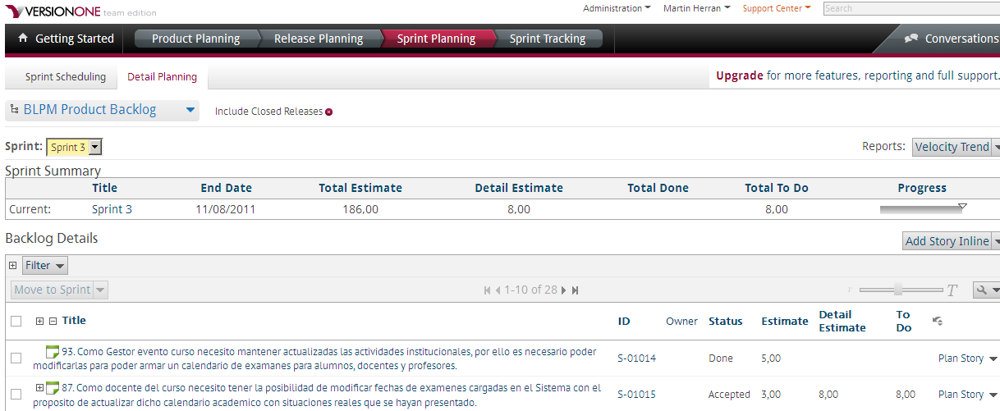 VERSIONONE team edition
Administration Martin Herran Support Center Search
Getting Started Product Planning Release Planning Sprint Planning Sprint Tracking Conversations
Sprint Scheduling Detail Planning Upgrade for more features, reporting and full support.
BLPM Product Backlog Include Closed Releases
Sprint: Sprint 3 Reports: Velocity Trend
Sprint Summary
Title End Date Total Estimate Detail Estimate Total Done Total To Do Progress
Current: Sprint 3 11/08/2011 186,00 8,00 8,00
Backlog Details Add Story Inline
Filter
Move to Sprint 1-10 of 28 T T
Title ID Owner Status Estimate Detail Estimate To Do
93. Como Gestor evento curso necesito mantener actualizadas las actividades institucionales, por ello es necesario poder
modificarlas para poder armar un calendario de examanes para alumnos, docentes y profesores.
S-01014 Done 5,00 Plan Story
87. Como docente del curso necesito tener la posibilidad de modificar fechas de examenes cargadas en el Sistema con el
proposito de actualizar dicho calendario academico con situaciones reales que se hayan presentado.
S-01015 Accepted 3,00 8,00 8,00 Plan Story